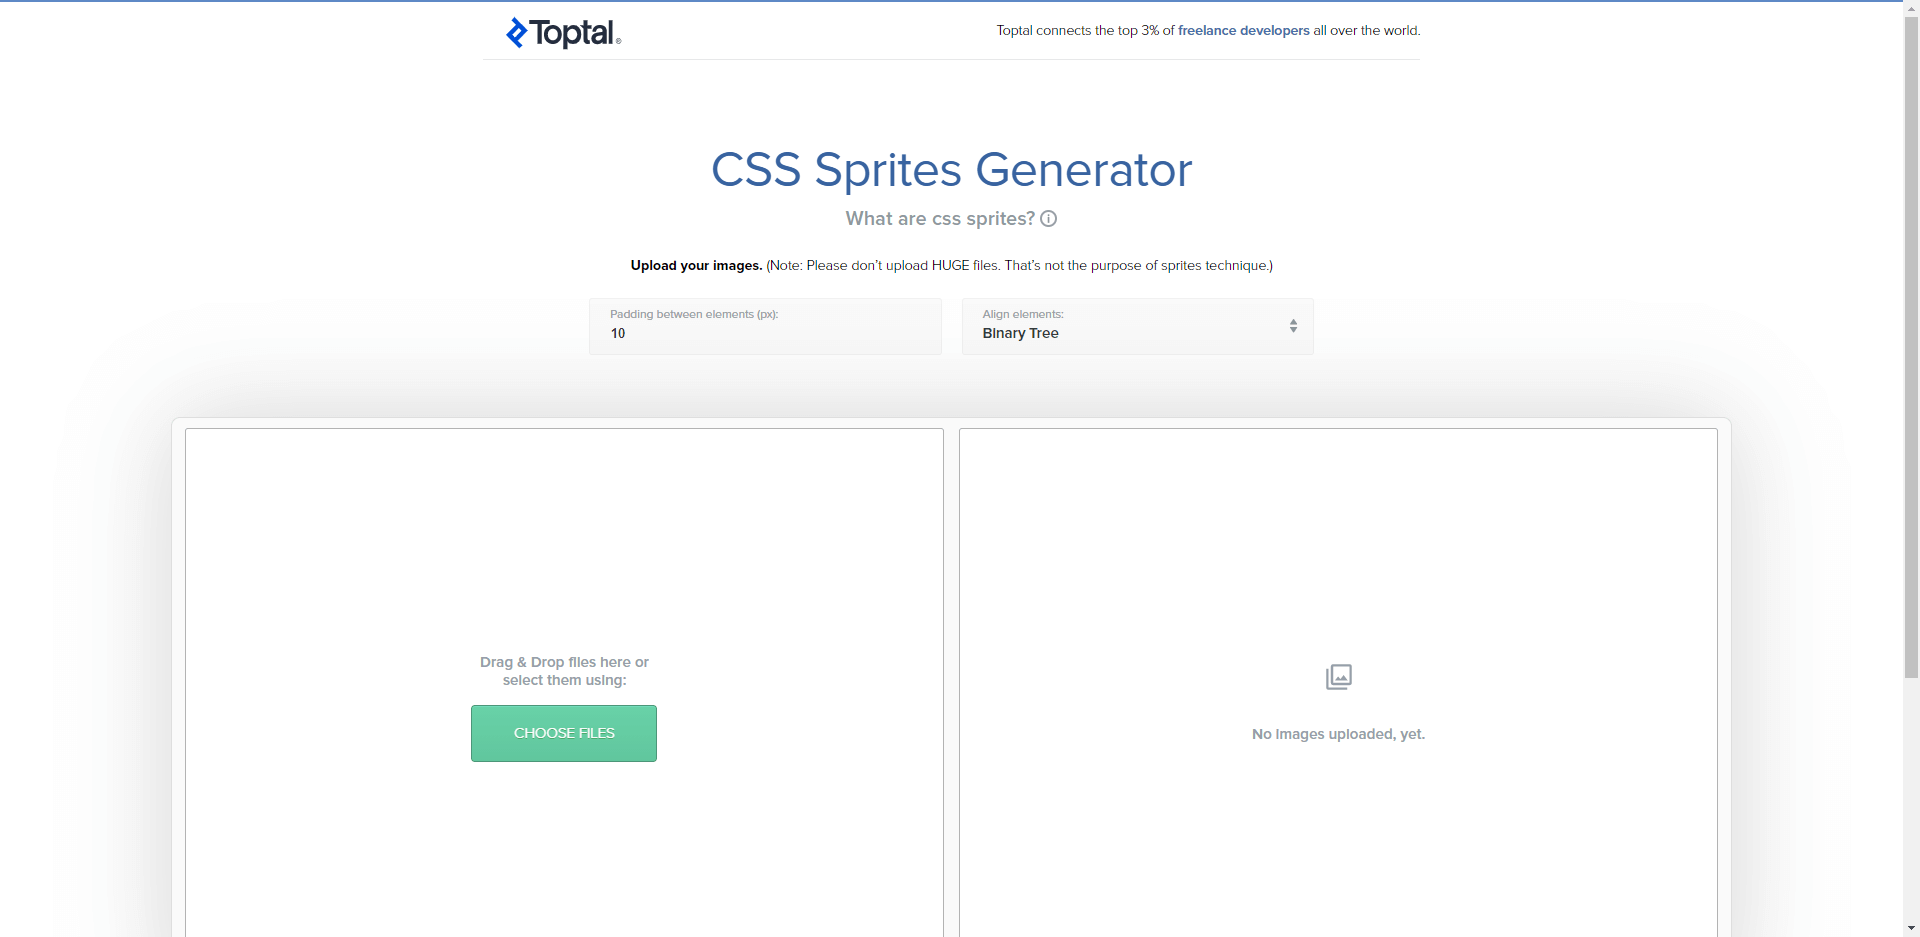 Toptal®
Toptal connects the top 3% of freelance developers all over the world.
CSS Sprites Generator
What are css sprites?
Upload your images. (Note: Please don’t upload HUGE files. That’s not the purpose of sprites technique.)
Padding between elements (px):
10
Align elements:
Binary Tree
Drag & Drop files here or
select them using:
CHOOSE FILES
No images uploaded, yet.